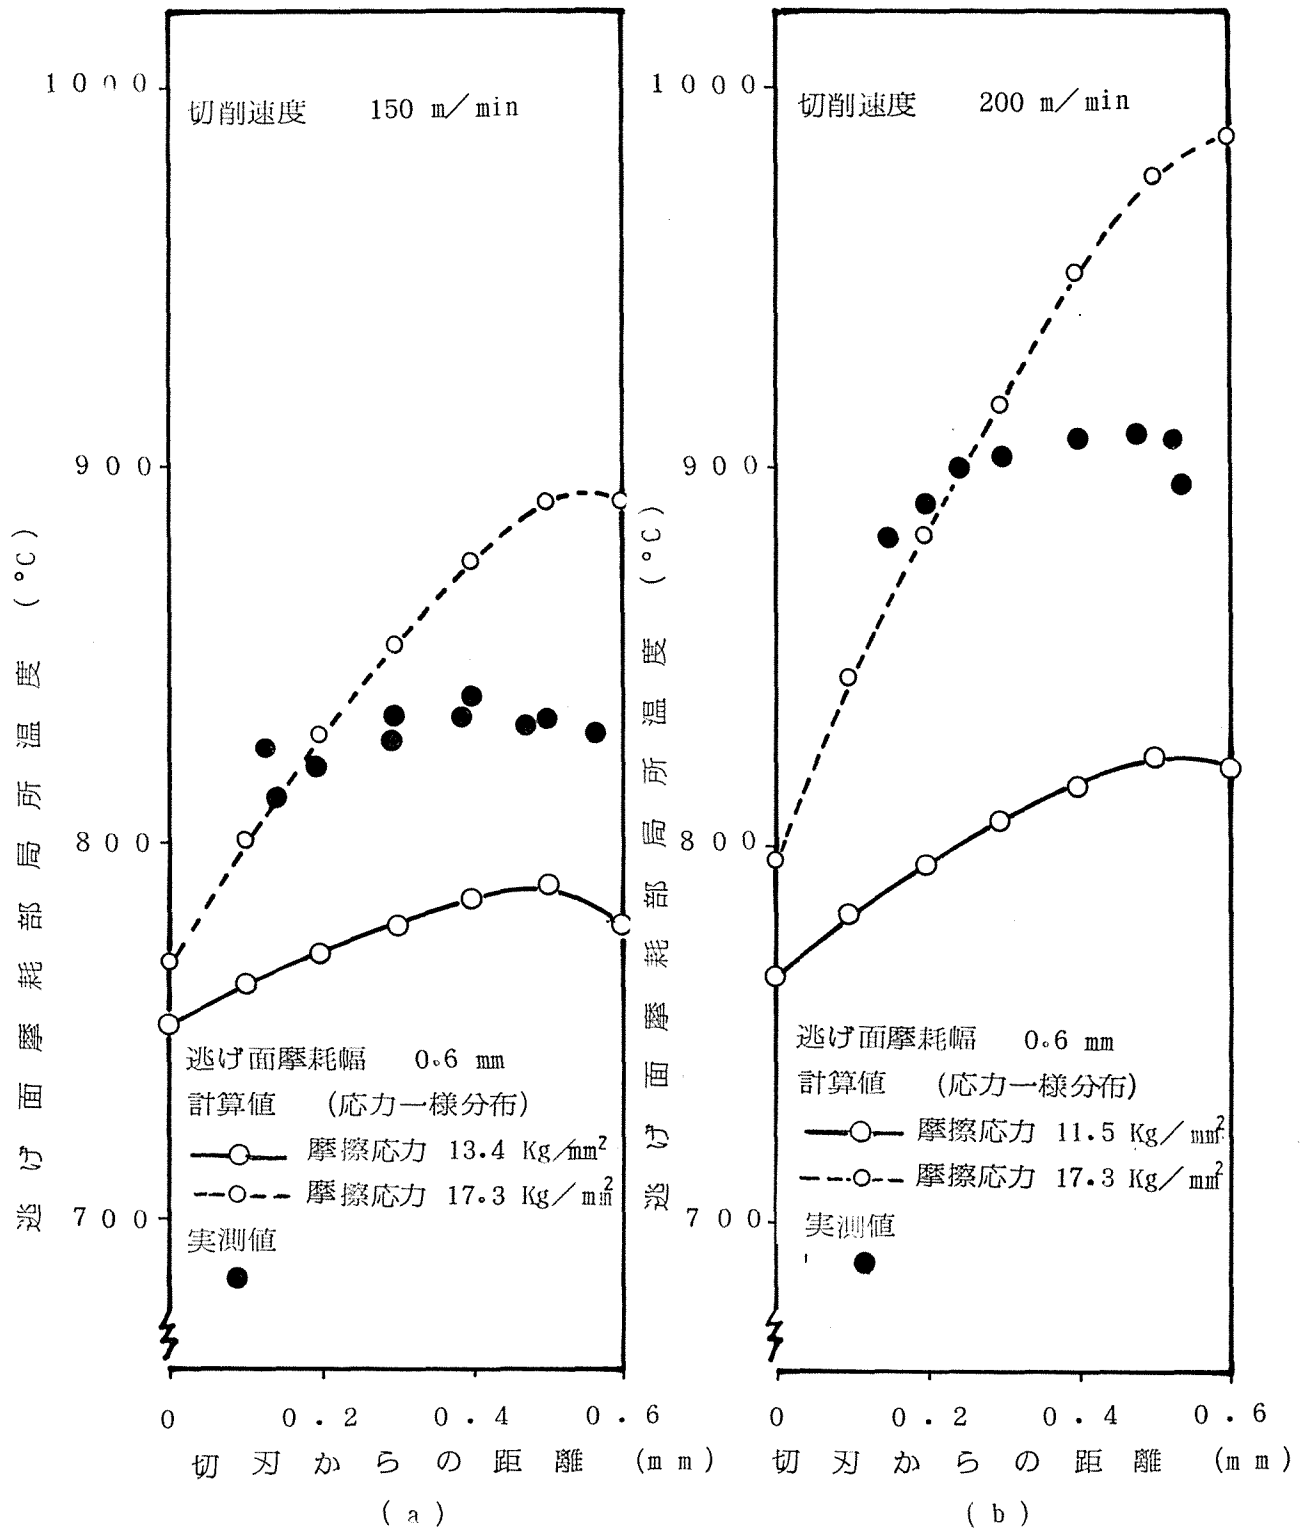 切削速度 150 m/min
1000
900
800
700
逃げ面摩耗部局所温度 (°C)
逃げ面摩耗幅 0.6 mm
計算値 (応力一様分布)
摩擦応力 13.4 Kg/mm²
摩擦応力 17.3 Kg/mm²
実測値
0 0.2 0.4 0.6
切刃からの距離 (mm)
(a)
切削速度 200 m/min
1000
900
800
700
逃げ面摩耗部局所温度 (°C)
逃げ面摩耗幅 0.6 mm
計算値 (応力一様分布)
摩擦応力 11.5 Kg/mm²
摩擦応力 17.3 Kg/mm²
実測値
0 0.2 0.4 0.6
切刃からの距離 (mm)
(b)